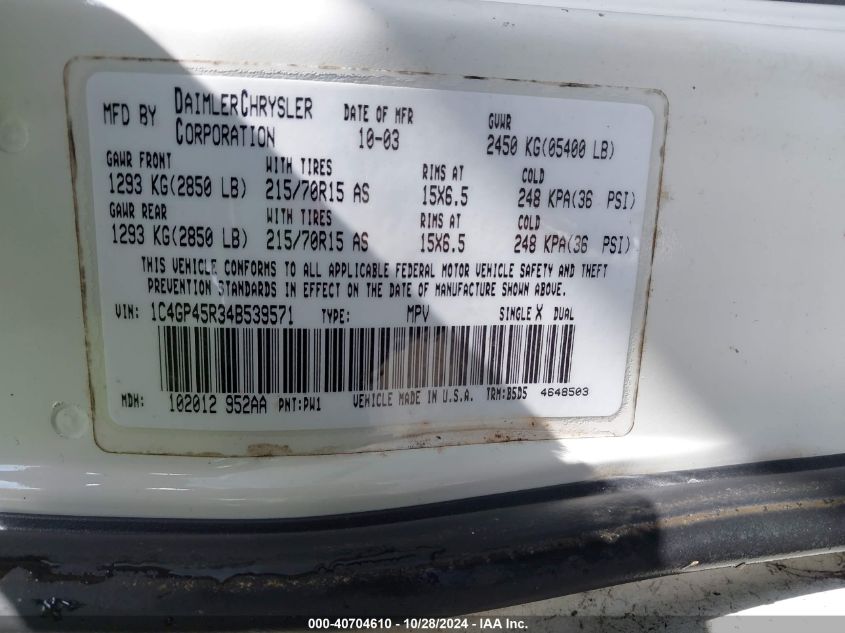 MFD BY DAIMLERCHRYSLER CORPORATION DATE OF MFR 10-03 GVWR 2450 KG(05400 LB)
GAWR FRONT WITH TIRES RIMS AT COLD
1293 KG(2850 LB) 215/70R15 AS 15X6.5 248 KPA(36 PSI)
GAWR REAR WITH TIRES RIMS AT COLD
1293 KG(2850 LB) 215/70R15 AS 15X6.5 248 KPA(36 PSI)
THIS VEHICLE CONFORMS TO ALL APPLICABLE FEDERAL MOTOR VEHICLE SAFETY AND THEFT
PREVENTION STANDARDS IN EFFECT ON THE DATE OF MANUFACTURE SHOWN ABOVE.
VIN: 1C4GP45R34B539571 TYPE: MPV SINGLE X DUAL
MDH: 102012 952AA PNT:PW1 VEHICLE MADE IN U.S.A. TRM:B5D5 4648503
000-40704610 - 10/28/2024 - IAA Inc.